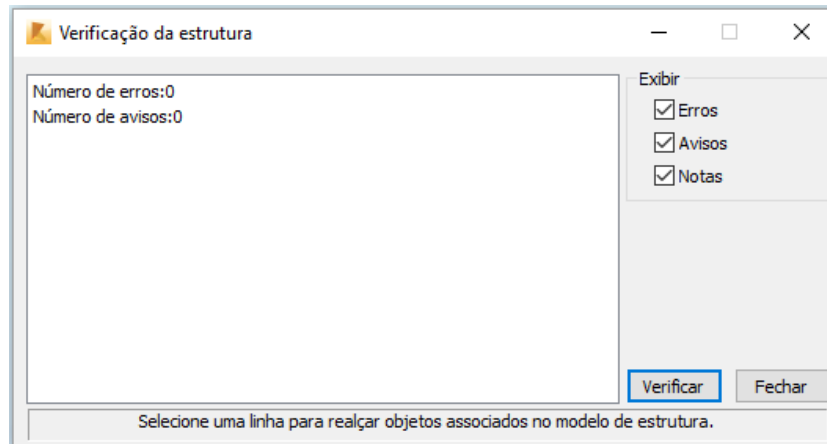 Verificação da estrutura
Número de erros:0
Número de avisos:0
Exibir
Erros
Avisos
Notas
Verificar
Fechar
Selecione uma linha para realçar objetos associados no modelo de estrutura.